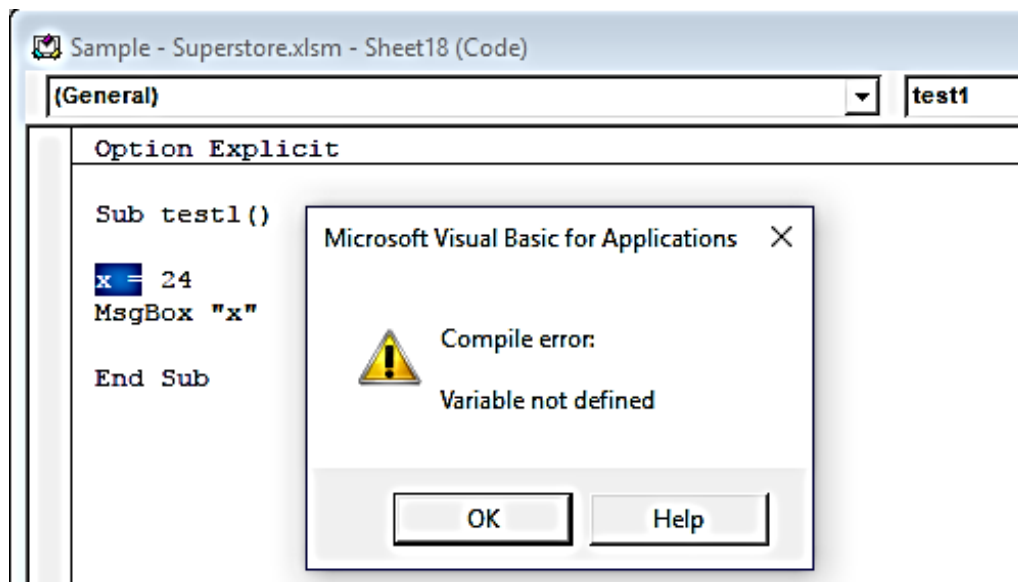 Sample - Superstore.xlsm - Sheet18 (Code)
(General)
test1
Option Explicit
Sub test1()
x = 24
MsgBox "x"
End Sub
Microsoft Visual Basic for Applications
Compile error:
Variable not defined
OK
Help